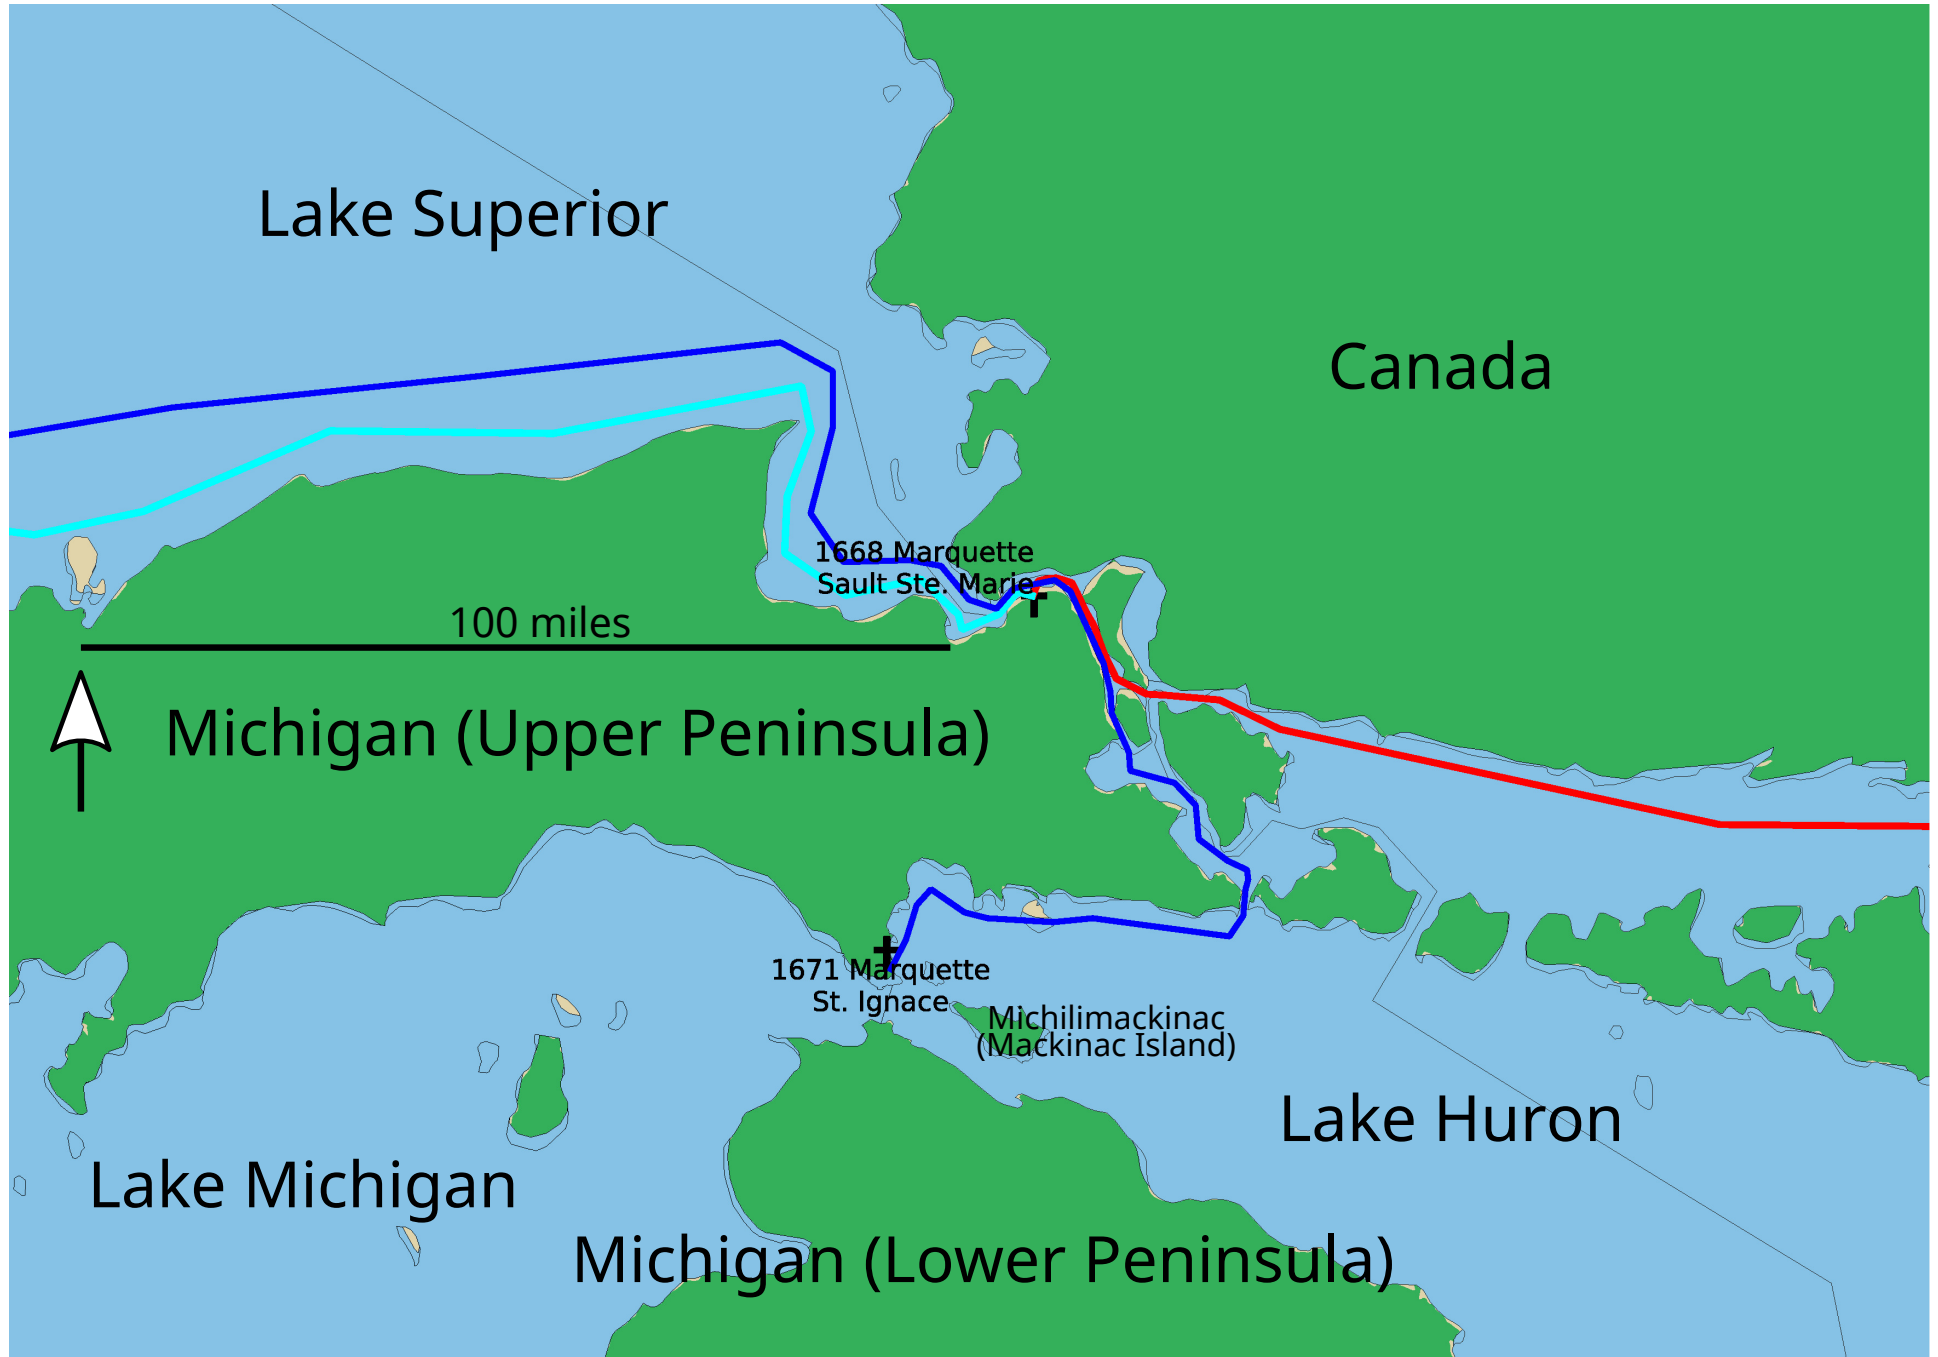 Lake Superior
Canada
1668 Marquette
Sault Ste. Marie
100 miles
Michigan (Upper Peninsula)
1671 Marquette
St. Ignace
Michilimackinac
(Mackinac Island)
Lake Huron
Lake Michigan
Michigan (Lower Peninsula)